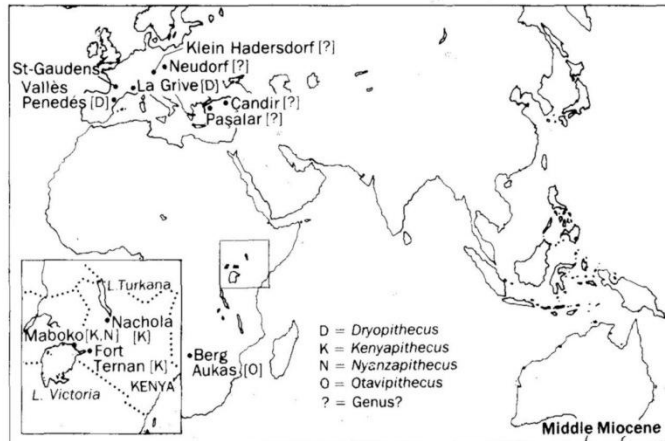 Klein Hadersdorf [?]
Neudorf [?]
St-Gaudens
La Grive [D]
Vallès
Penedés [D]
Çandir [?]
Paşalar [?]
L. Turkana
Nachola
[K]
Maboko [K,N]
Fort
Ternan [K]
KENYA
L. Victoria
Berg
Aukas [O]
D = Dryopithecus
K = Kenyapithecus
N = Nyanzapithecus
O = Otavipithecus
? = Genus?
Middle Miocene